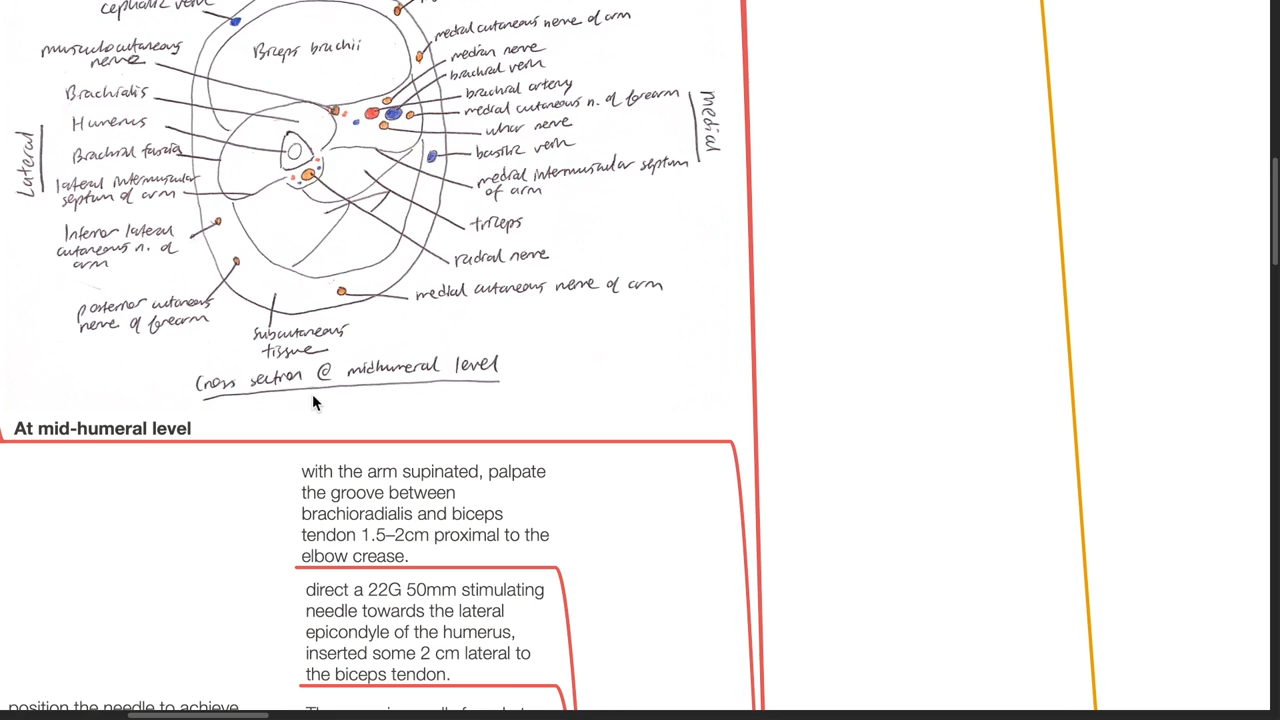 cephalic vein
musculocutaneous
nerve
Brachialis
Humerus
Brachial fascia
lateral intermuscular
septum of arm
Inferior lateral
cutaneous n. of
arm
posterior cutaneous
nerve of forearm
Lateral
Biceps brachii
medial cutaneous nerve of arm
median nerve
brachial vein
brachial artery
medial cutaneous n. of forearm
ulnar nerve
basilic vein
medial intermuscular septum
of arm
triceps
radial nerve
medial cutaneous nerve of arm
medial
subcutaneous
tissue
Cross section @ midhumeral level
At mid-humeral level
with the arm supinated, palpate
the groove between
brachioradialis and biceps
tendon 1.5–2cm proximal to the
elbow crease.
direct a 22G 50mm stimulating
needle towards the lateral
epicondyle of the humerus,
inserted some 2 cm lateral to
the biceps tendon.
position the needle to achieve